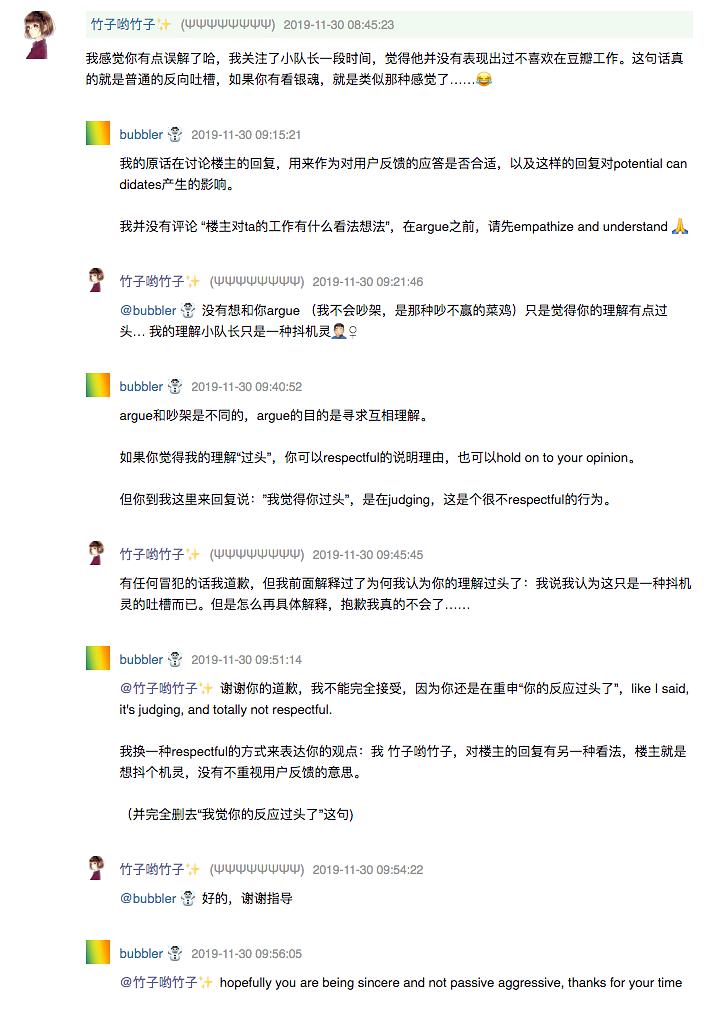 竹子哟竹子✨ (ΨΨΨΨΨΨΨΨ) 2019-11-30 08:45:23
我感觉你有点误解了哈，我关注了小队长一段时间，觉得他并没有表现出过不喜欢在豆瓣工作。这句话真
的就是普通的反向吐槽，如果你有看银魂，就是类似那种感觉了……😂
bubbler ☃ 2019-11-30 09:15:21
我的原话在讨论楼主的回复，用来作为对用户反馈的应答是否合适，以及这样的回复对potential can
didates产生的影响。
我并没有评论 “楼主对ta的工作有什么看法想法”，在argue之前，请先empathize and understand 🙏
竹子哟竹子✨ (ΨΨΨΨΨΨΨΨ) 2019-11-30 09:21:46
@bubbler ☃ 没有想和你argue （我不会吵架，是那种吵不赢的菜鸡）只是觉得你的理解有点过
头… 我的理解小队长只是一种抖机灵🤦🏻♀
bubbler ☃ 2019-11-30 09:40:52
argue和吵架是不同的，argue的目的是寻求互相理解。
如果你觉得我的理解“过头”，你可以respectful的说明理由，也可以hold on to your opinion。
但你到我这里来回复说：”我觉得你过头”，是在judging，这是个很不respectful的行为。
竹子哟竹子✨ (ΨΨΨΨΨΨΨΨ) 2019-11-30 09:45:45
有任何冒犯的话我道歉，但我前面解释过了为何我认为你的理解过头了：我说我认为这只是一种抖机
灵的吐槽而已。但是怎么再具体解释，抱歉我真的不会了……
bubbler ☃ 2019-11-30 09:51:14
@竹子哟竹子✨ 谢谢你的道歉，我不能完全接受，因为你还是在重申“你的反应过头了”，like I said,
it's judging, and totally not respectful.
我换一种respectful的方式来表达你的观点：我 竹子哟竹子，对楼主的回复有另一种看法，楼主就是
想抖个机灵，没有不重视用户反馈的意思。
（并完全删去“我觉你的反应过头了”这句)
竹子哟竹子✨ (ΨΨΨΨΨΨΨΨ) 2019-11-30 09:54:22
@bubbler ☃ 好的，谢谢指导
bubbler ☃ 2019-11-30 09:56:05
@竹子哟竹子✨ hopefully you are being sincere and not passive aggressive, thanks for your time